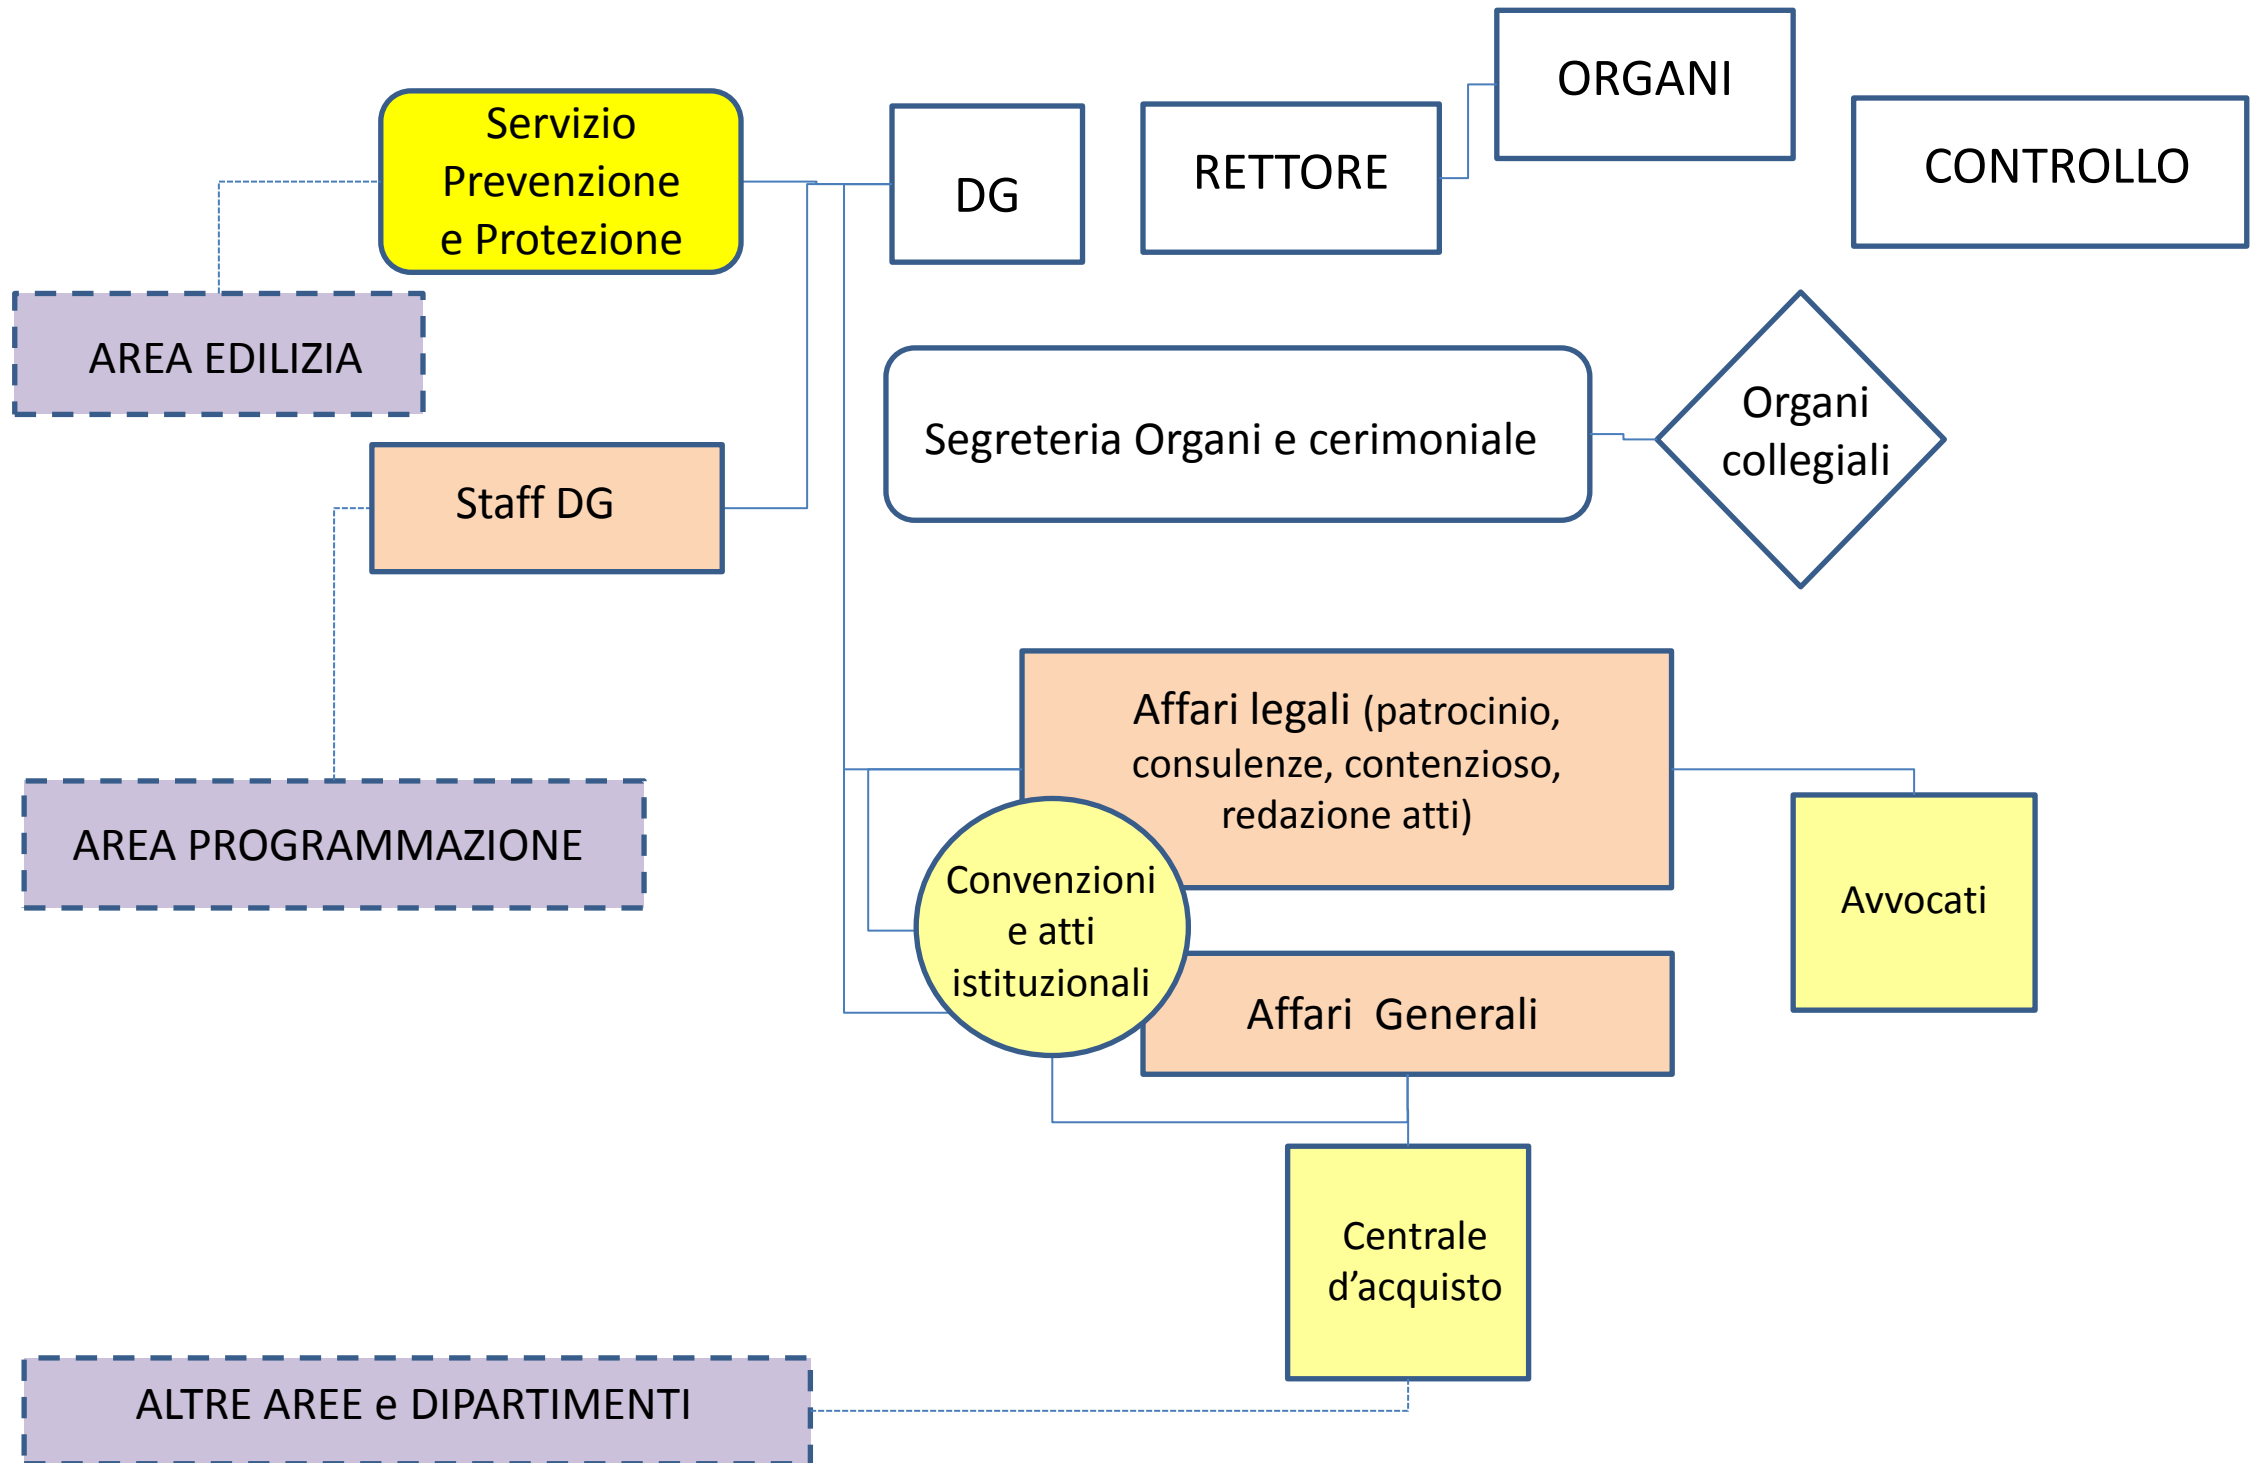 ORGANI
Servizio
Prevenzione
e Protezione
DG
RETTORE
CONTROLLO
AREA EDILIZIA
Segreteria Organi e cerimoniale
Organi
collegiali
Staff DG
Affari legali (patrocinio,
consulenze, contenzioso,
redazione atti)
AREA PROGRAMMAZIONE
Convenzioni
e atti
istituzionali
Avvocati
Affari  Generali
Centrale
d’acquisto
ALTRE AREE e DIPARTIMENTI